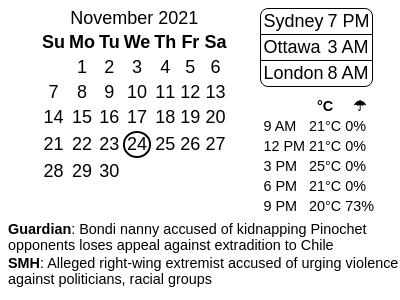 November 2021
Su Mo Tu We Th Fr Sa
1 2 3 4 5 6
7 8 9 10 11 12 13
14 15 16 17 18 19 20
21 22 23 24 25 26 27
28 29 30
Sydney 7 PM
Ottawa 3 AM
London 8 AM
°C ☂
9 AM 21°C 0%
12 PM 21°C 0%
3 PM 25°C 0%
6 PM 21°C 0%
9 PM 20°C 73%
Guardian: Bondi nanny accused of kidnapping Pinochet
opponents loses appeal against extradition to Chile
SMH: Alleged right-wing extremist accused of urging violence
against politicians, racial groups